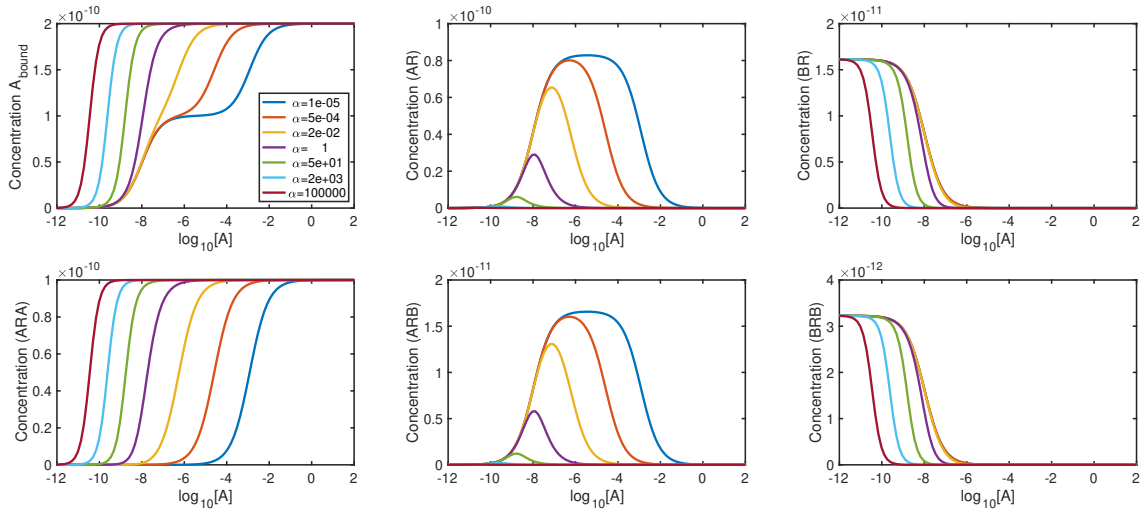 ×10⁻¹⁰
2
1.5
1
0.5
0
Concentration A_bound
α=1e-05
α=5e-04
α=2e-02
α= 1
α=5e+01
α=2e+03
α=100000
-12 -10 -8 -6 -4 -2 0 2
log₁₀[A]
×10⁻¹⁰
1
0.8
0.6
0.4
0.2
0
Concentration (AR)
-12 -10 -8 -6 -4 -2 0 2
log₁₀[A]
×10⁻¹¹
2
1.5
1
0.5
0
Concentration (BR)
-12 -10 -8 -6 -4 -2 0 2
log₁₀[A]
×10⁻¹⁰
1
0.8
0.6
0.4
0.2
0
Concentration (ARA)
-12 -10 -8 -6 -4 -2 0 2
log₁₀[A]
×10⁻¹¹
2
1.5
1
0.5
0
Concentration (ARB)
-12 -10 -8 -6 -4 -2 0 2
log₁₀[A]
×10⁻¹²
4
3
2
1
0
Concentration (BRB)
-12 -10 -8 -6 -4 -2 0 2
log₁₀[A]